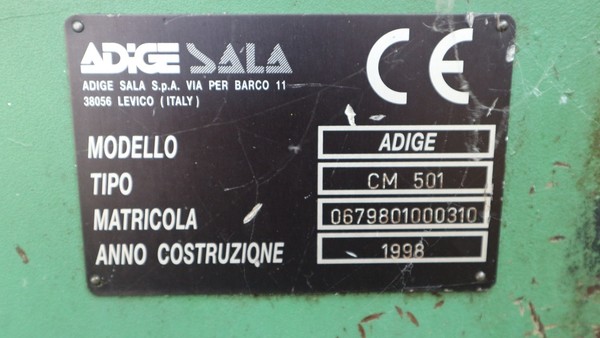 ADIGE SALA
ADIGE SALA S.p.A. VIA PER BARCO 11
38056 LEVICO (ITALY)
CE
MODELLO ADIGE
TIPO CM 501
MATRICOLA 0679801000310
ANNO COSTRUZIONE 1998